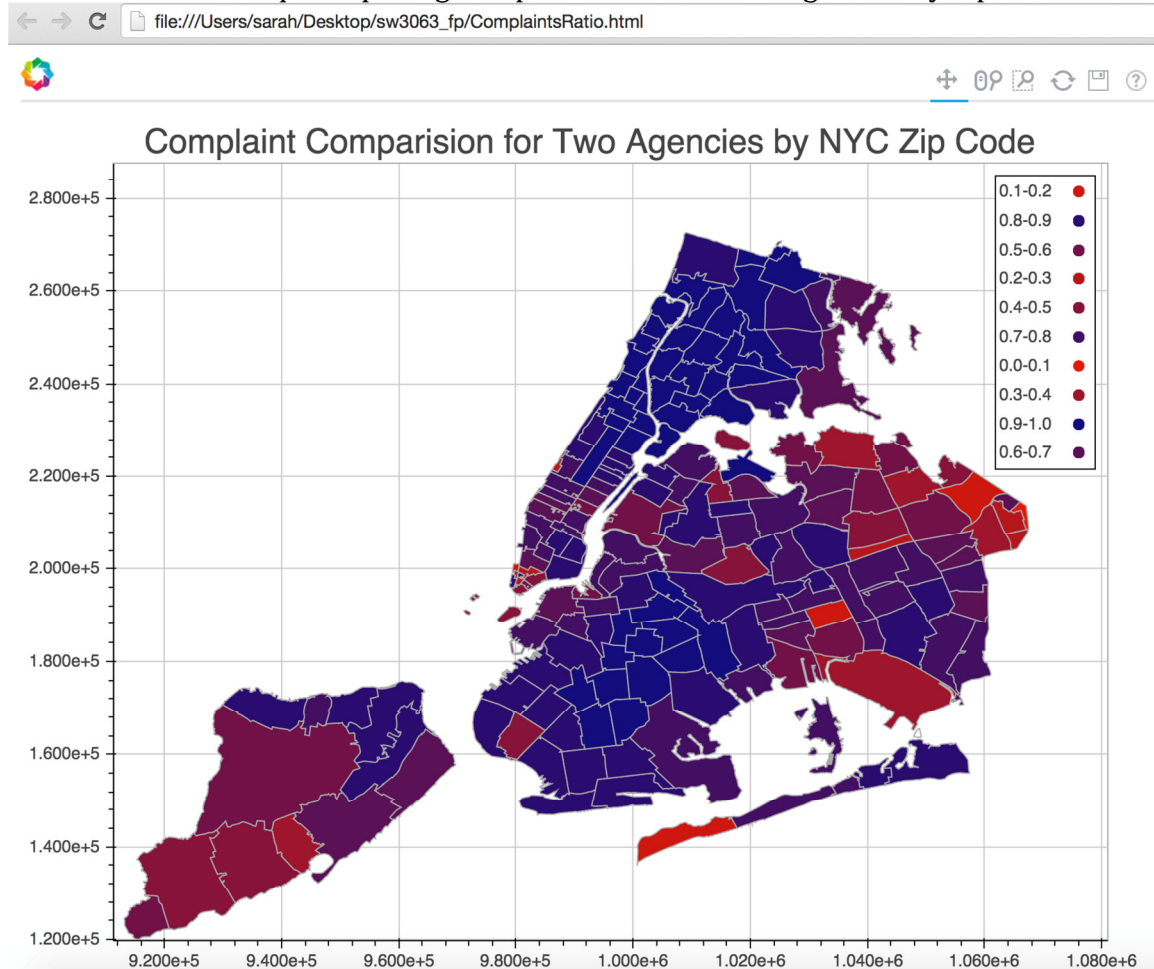 file:///Users/sarah/Desktop/sw3063_fp/ComplaintsRatio.html
Complaint Comparision for Two Agencies by NYC Zip Code
2.800e+5
2.600e+5
2.400e+5
2.200e+5
2.000e+5
1.800e+5
1.600e+5
1.400e+5
1.200e+5
0.1-0.2
0.8-0.9
0.5-0.6
0.2-0.3
0.4-0.5
0.7-0.8
0.0-0.1
0.3-0.4
0.9-1.0
0.6-0.7
9.200e+5 9.400e+5 9.600e+5 9.800e+5 1.000e+6 1.020e+6 1.040e+6 1.060e+6 1.080e+6